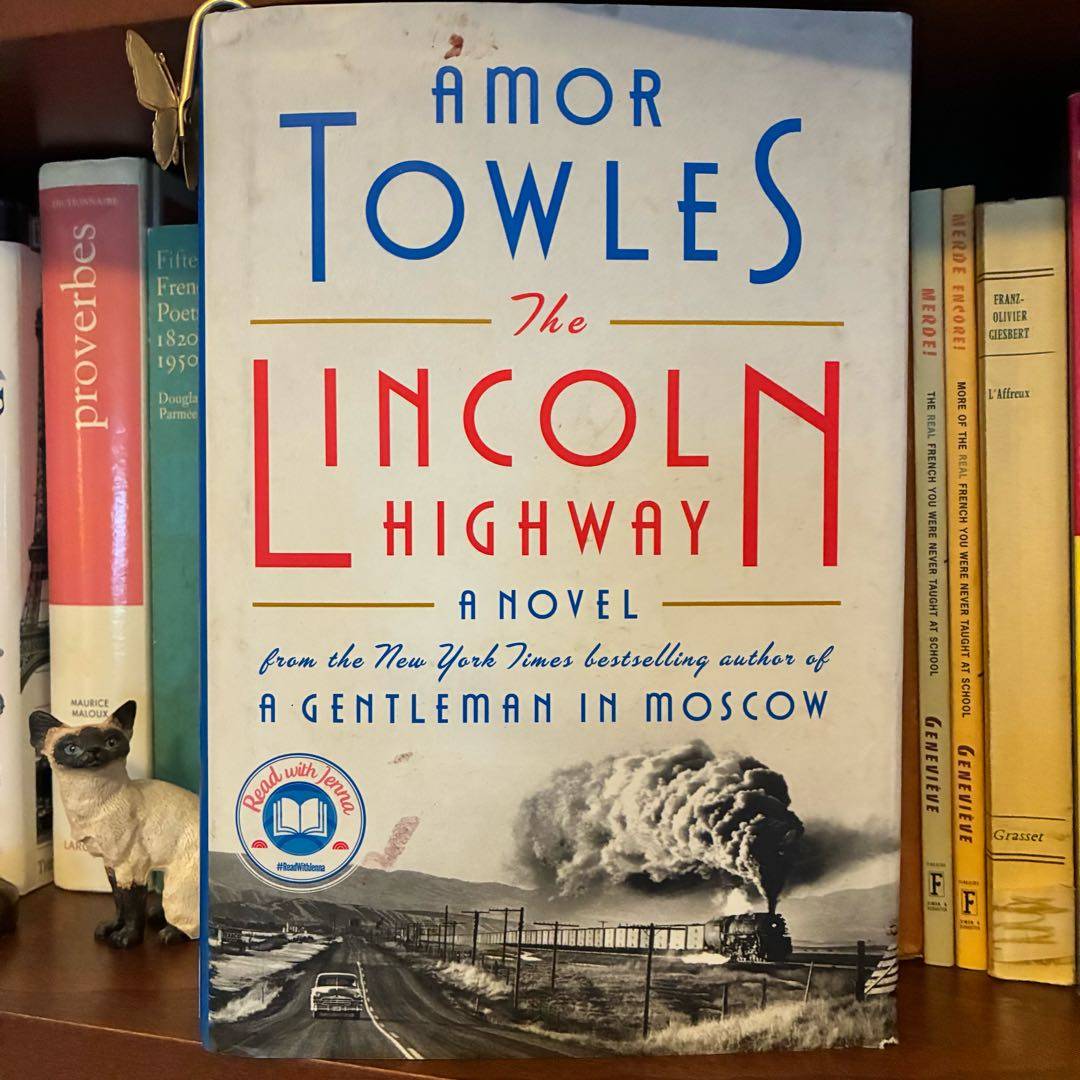 AMOR
TOWLES
The
LINCOLN
HIGHWAY
A NOVEL
from the New York Times bestselling author of
A GENTLEMAN IN MOSCOW
Read with Jenna
#ReadWithJenna
DICTIONNAIRE
proverbes
MAURICE
MALOUX
Fren
Poet
1820
1950
Parmée
MERDE!
THE REAL FRENCH YOU WERE NEVER TAUGHT AT SCHOOL
GENEVIÈVE
F
MERDE ENCORE!
MORE OF THE REAL FRENCH YOU WERE NEVER TAUGHT AT SCHOOL
GENEVIÈVE
F
FRANZ-
OLIVIER
GIESBERT
L'Affreux
Grasset